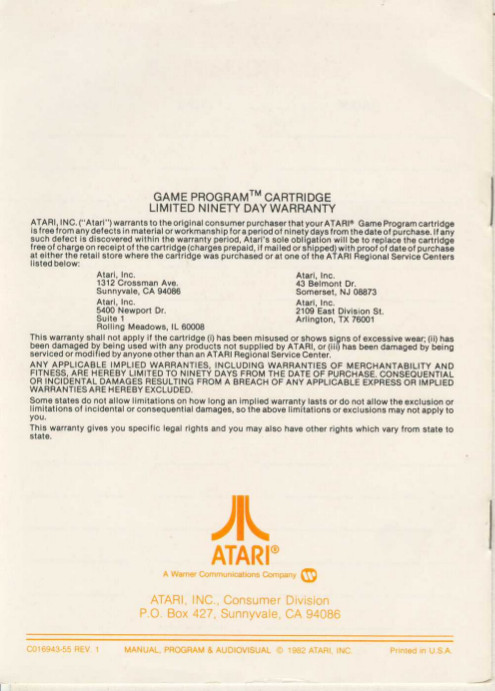 GAME PROGRAM™ CARTRIDGE
LIMITED NINETY DAY WARRANTY
ATARI, INC. ("Atari") warrants to the original consumer purchaser that your ATARI® Game Program cartridge
is free from any defects in material or workmanship for a period of ninety days from the date of purchase. If any
such defect is discovered within the warranty period, Atari's sole obligation will be to replace the cartridge
free of charge on receipt of the cartridge (charges prepaid, if mailed or shipped) with proof of date of purchase
at either the retail store where the cartridge was purchased or at one of the ATARI Regional Service Centers
listed below:
Atari, Inc.
1312 Crossman Ave.
Sunnyvale, CA 94086
Atari, Inc.
43 Belmont Dr.
Somerset, NJ 08873
Atari, Inc.
5400 Newport Dr.
Suite 1
Rolling Meadows, IL 60008
Atari, Inc.
2109 East Division St.
Arlington, TX 76001
This warranty shall not apply if the cartridge (i) has been misused or shows signs of excessive wear; (ii) has
been damaged by being used with any products not supplied by ATARI, or (iii) has been damaged by being
serviced or modified by anyone other than an ATARI Regional Service Center.
ANY APPLICABLE IMPLIED WARRANTIES, INCLUDING WARRANTIES OF MERCHANTABILITY AND
FITNESS, ARE HEREBY LIMITED TO NINETY DAYS FROM THE DATE OF PURCHASE. CONSEQUENTIAL
OR INCIDENTAL DAMAGES RESULTING FROM A BREACH OF ANY APPLICABLE EXPRESS OR IMPLIED
WARRANTIES ARE HEREBY EXCLUDED.
Some states do not allow limitations on how long an implied warranty lasts or do not allow the exclusion or
limitations of incidental or consequential damages, so the above limitations or exclusions may not apply to
you.
This warranty gives you specific legal rights and you may also have other rights which vary from state to
state.
ATARI®
A Warner Communications Company
ATARI, INC., Consumer Division
P.O. Box 427, Sunnyvale, CA 94086
C016943-55 REV. 1 MANUAL, PROGRAM & AUDIOVISUAL © 1982 ATARI, INC. Printed in U.S.A.